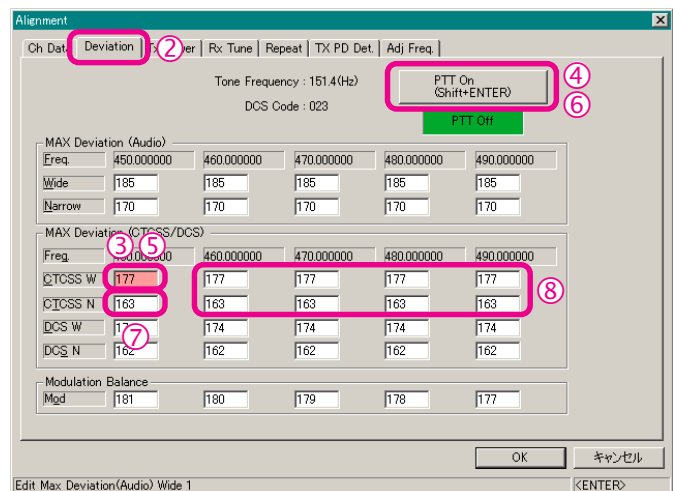 Alignment
Ch Data Deviation ② Tx Power Rx Tune Repeat TX PD Det. Adj Freq.
Tone Frequency : 151.4(Hz)
DCS Code : 023
PTT On
(Shift+ENTER)
④
⑥
PTT Off
MAX Deviation (Audio)
Freq. 450.000000 460.000000 470.000000 480.000000 490.000000
Wide 185 185 185 185 185
Narrow 170 170 170 170 170
MAX Deviation (CTCSS/DCS)
③ ⑤
Freq. 450.000000 460.000000 470.000000 480.000000 490.000000
CTCSS W 177 177 177 177 177
⑧
CTCSS N 163 163 163 163 163
⑦
DCS W 174 174 174 174 174
DCS N 162 162 162 162 162
Modulation Balance
Mod 181 180 179 178 177
OK キャンセル
Edit Max Deviation(Audio) Wide 1 <ENTER>